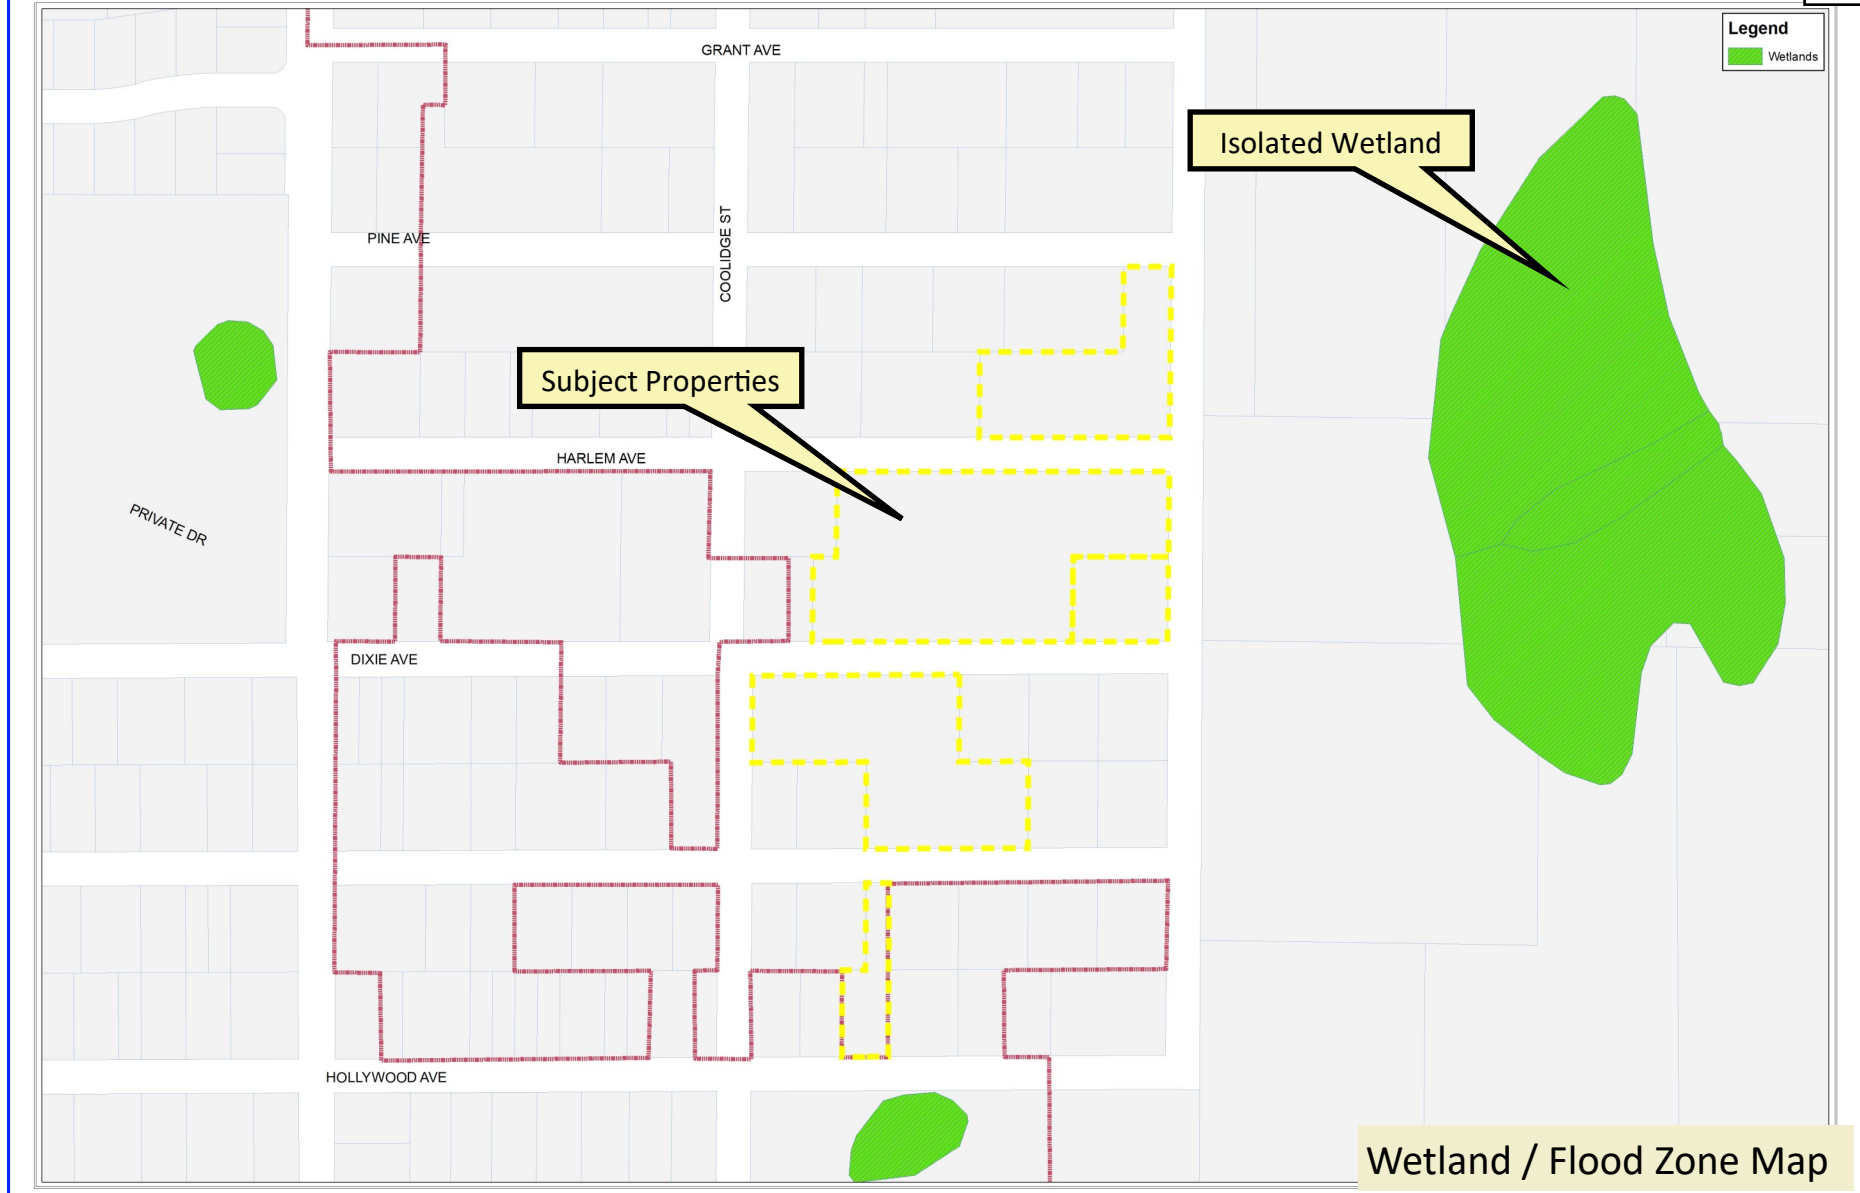 GRANT AVE
Legend
Wetlands
Isolated Wetland
PINE AVE
COOLIDGE ST
Subject Properties
HARLEM AVE
PRIVATE DR
DIXIE AVE
HOLLYWOOD AVE
Wetland / Flood Zone Map